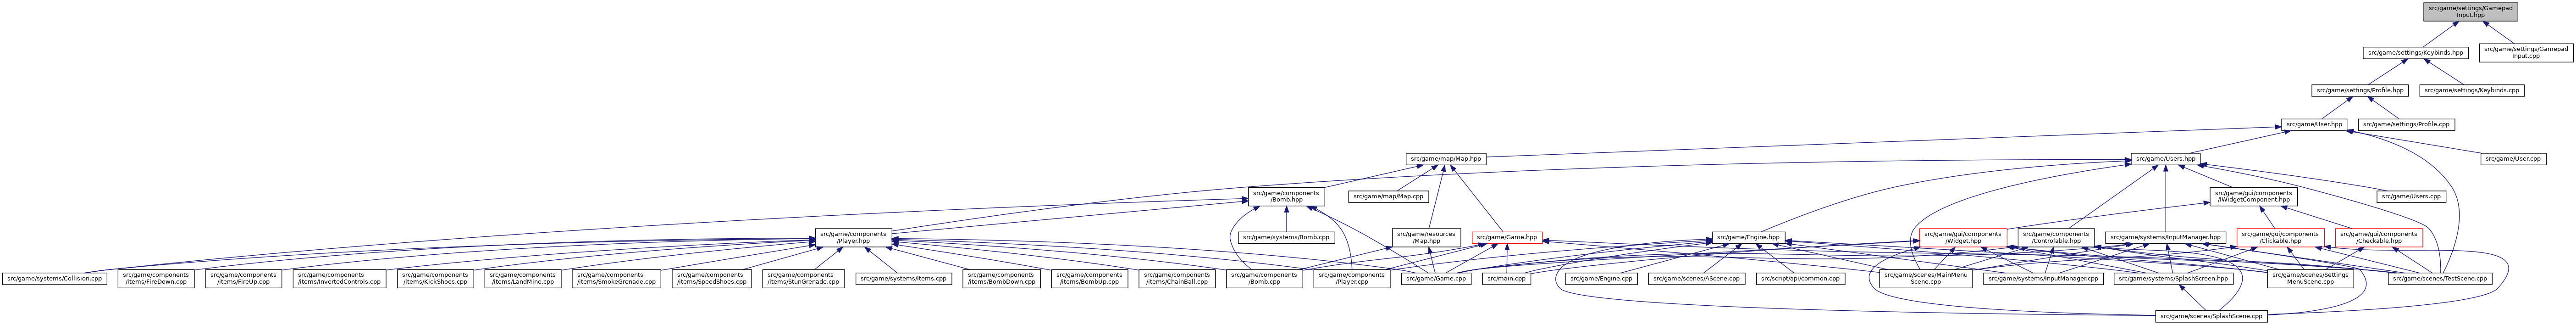 src/game/settings/Gamepad
Input.hpp
src/game/settings/Keybinds.hpp
src/game/settings/Gamepad
Input.cpp
src/game/settings/Profile.hpp
src/game/settings/Keybinds.cpp
src/game/User.hpp
src/game/settings/Profile.cpp
src/game/map/Map.hpp
src/game/Users.hpp
src/game/User.cpp
src/game/components
/Bomb.hpp
src/game/map/Map.cpp
src/game/gui/components
/IWidgetComponent.hpp
src/game/Users.cpp
src/game/components
/Player.hpp
src/game/systems/Bomb.cpp
src/game/resources
/Map.hpp
src/game/Game.hpp
src/game/Engine.hpp
src/game/gui/components
/Widget.hpp
src/game/components
/Controlable.hpp
src/game/systems/InputManager.hpp
src/game/gui/components
/Clickable.hpp
src/game/gui/components
/Checkable.hpp
src/game/systems/Collision.cpp
src/game/components
/items/FireDown.cpp
src/game/components
/items/FireUp.cpp
src/game/components
/items/InvertedControls.cpp
src/game/components
/items/KickShoes.cpp
src/game/components
/items/LandMine.cpp
src/game/components
/items/SmokeGrenade.cpp
src/game/components
/items/SpeedShoes.cpp
src/game/components
/items/StunGrenade.cpp
src/game/systems/Items.cpp
src/game/components
/items/BombDown.cpp
src/game/components
/items/BombUp.cpp
src/game/components
/items/ChainBall.cpp
src/game/components
/Bomb.cpp
src/game/components
/Player.cpp
src/game/Game.cpp
src/main.cpp
src/game/Engine.cpp
src/game/scenes/AScene.cpp
src/script/api/common.cpp
src/game/scenes/MainMenu
Scene.cpp
src/game/systems/InputManager.cpp
src/game/systems/SplashScreen.hpp
src/game/scenes/Settings
MenuScene.cpp
src/game/scenes/TestScene.cpp
src/game/scenes/SplashScene.cpp